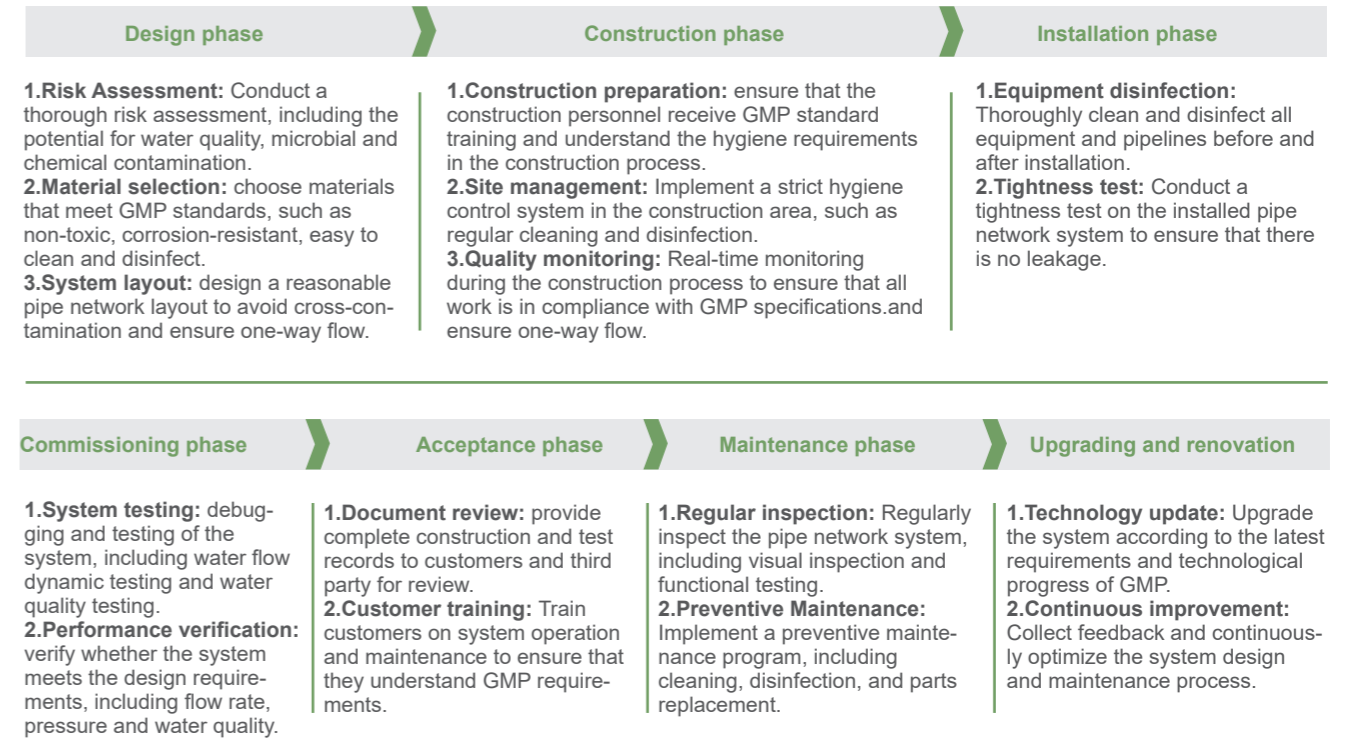 Design phase
Construction phase
Installation phase
1.Risk Assessment: Conduct a
thorough risk assessment, including the
potential for water quality, microbial and
chemical contamination.
2.Material selection: choose materials
that meet GMP standards, such as
non-toxic, corrosion-resistant, easy to
clean and disinfect.
3.System layout: design a reasonable
pipe network layout to avoid cross-con-
tamination and ensure one-way flow.
1.Construction preparation: ensure that the
construction personnel receive GMP standard
training and understand the hygiene requirements
in the construction process.
2.Site management: Implement a strict hygiene
control system in the construction area, such as
regular cleaning and disinfection.
3.Quality monitoring: Real-time monitoring
during the construction process to ensure that all
work is in compliance with GMP specifications.and
ensure one-way flow.
1.Equipment disinfection:
Thoroughly clean and disinfect all
equipment and pipelines before and
after installation.
2.Tightness test: Conduct a
tightness test on the installed pipe
network system to ensure that there
is no leakage.
Commissioning phase
Acceptance phase
Maintenance phase
Upgrading and renovation
1.System testing: debug-
ging and testing of the
system, including water flow
dynamic testing and water
quality testing.
2.Performance verification:
verify whether the system
meets the design require-
ments, including flow rate,
pressure and water quality.
1.Document review: provide
complete construction and test
records to customers and third
party for review.
2.Customer training: Train
customers on system operation
and maintenance to ensure that
they understand GMP require-
ments.
1.Regular inspection: Regularly
inspect the pipe network system,
including visual inspection and
functional testing.
2.Preventive Maintenance:
Implement a preventive mainte-
nance program, including
cleaning, disinfection, and parts
replacement.
1.Technology update: Upgrade
the system according to the latest
requirements and technological
progress of GMP.
2.Continuous improvement:
Collect feedback and continuous-
ly optimize the system design
and maintenance process.